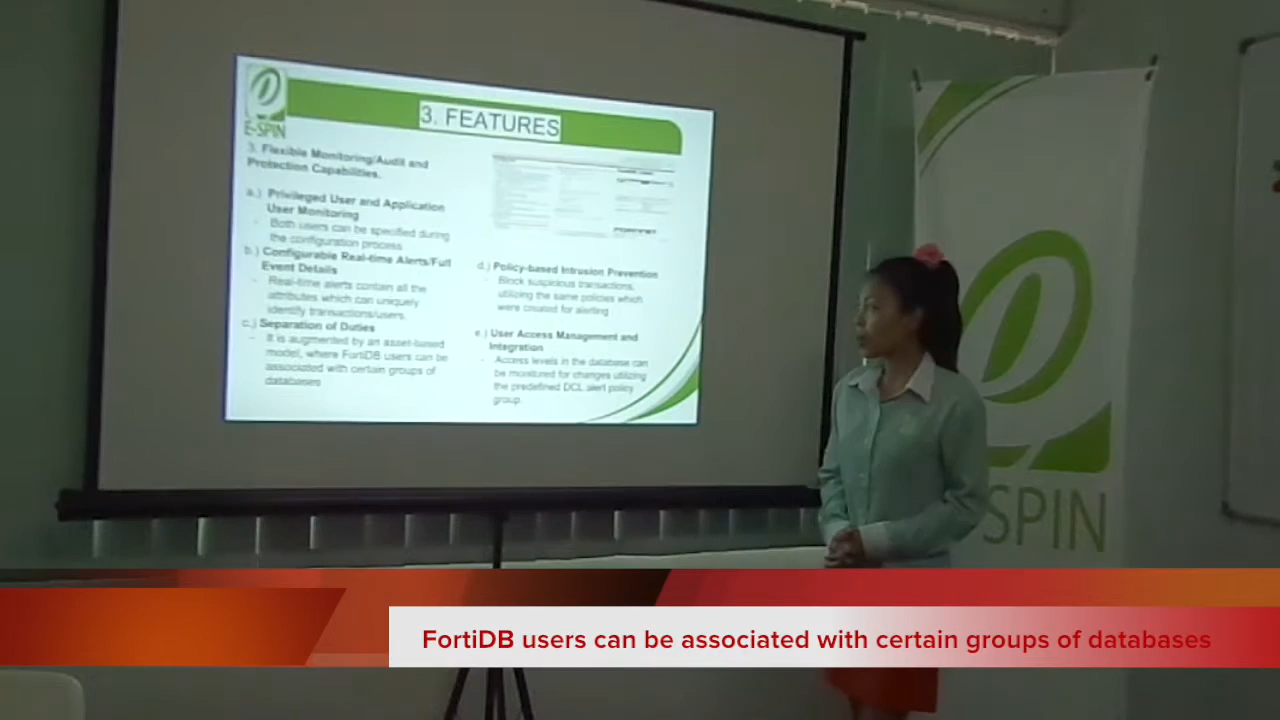 E-SPIN
3. FEATURES
3. Flexible Monitoring/Audit and
Protection Capabilities.
a.) Privileged User and Application
User Monitoring
- Both users can be specified during
the configuration process
b.) Configurable Real-time Alerts/Full
Event Details
- Real-time alerts contain all the
attributes which can uniquely
identify transactions/users.
c.) Separation of Duties
- It is augmented by an asset-based
model, where FortiDB users can be
associated with certain groups of
databases
d.) Policy-based Intrusion Prevention
- Block suspicious transactions,
utilizing the same policies which
were created for alerting
e.) User Access Management and
Integration
- Access levels in the database can
be monitored for changes utilizing
the predefined DCL alert policy
group.
SPIN
FortiDB users can be associated with certain groups of databases